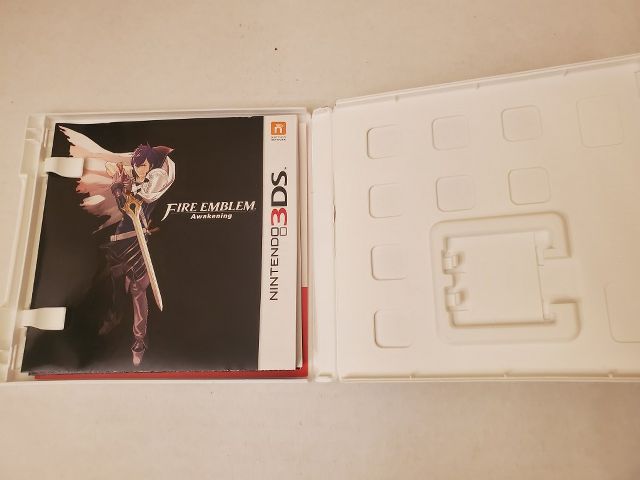 FIRE EMBLEM
Awakening
NINTENDO 3DS